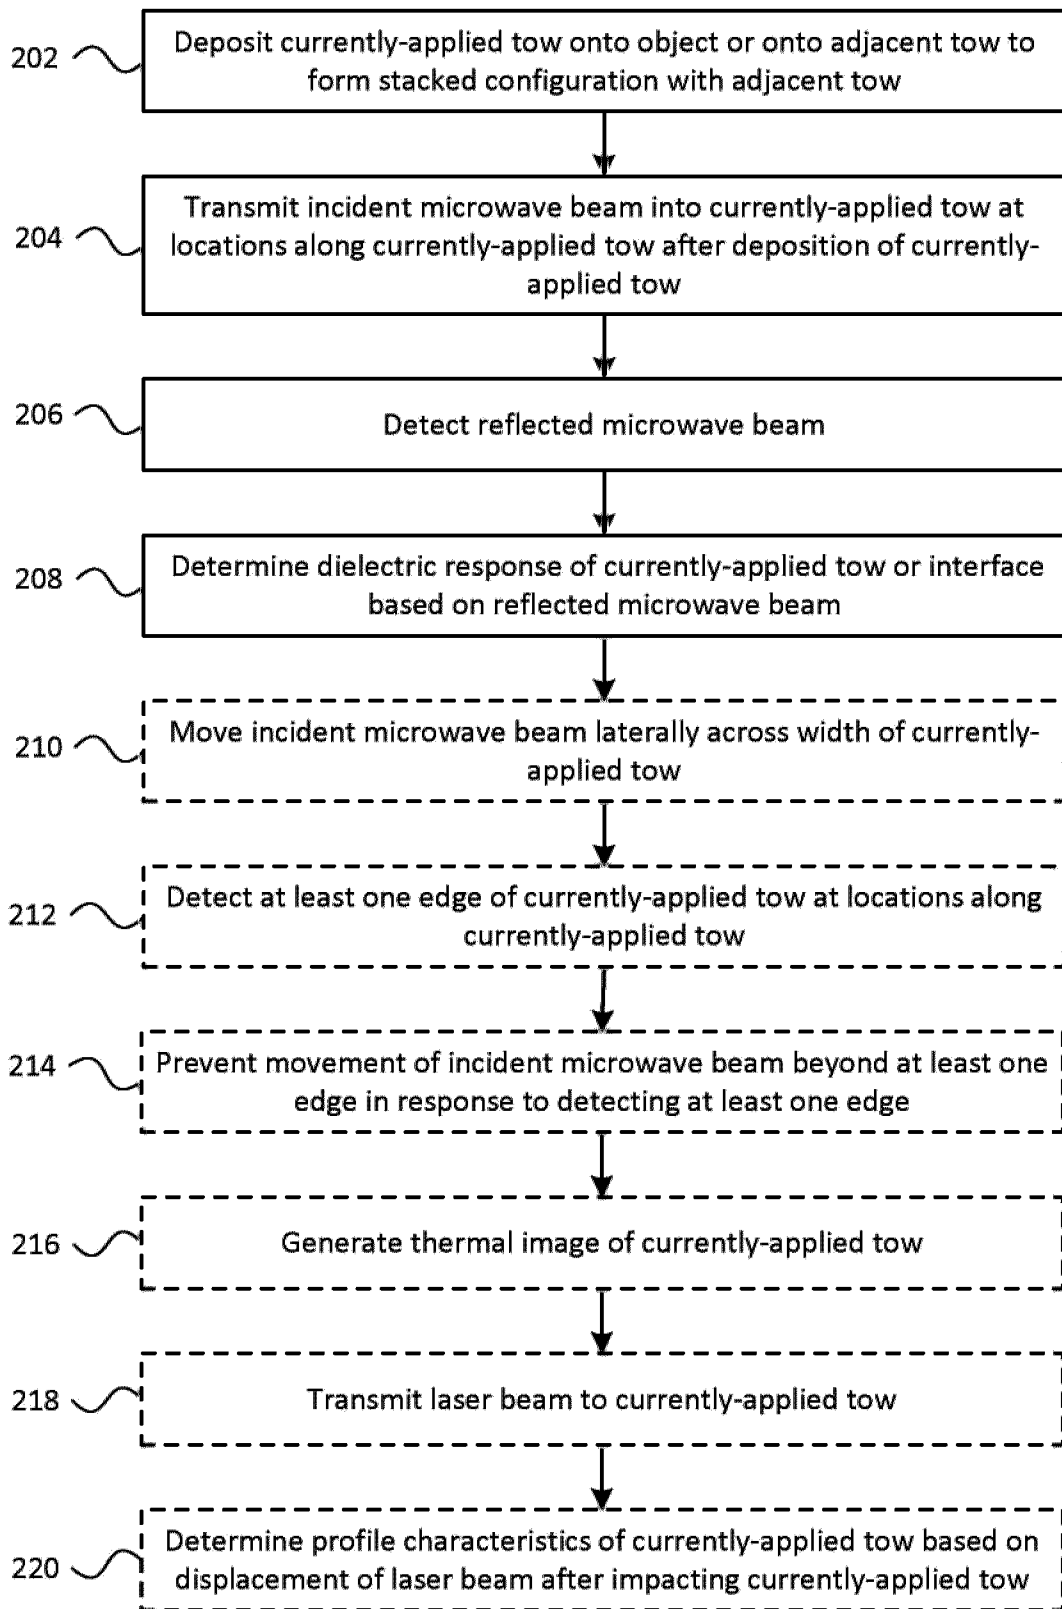 202
Deposit currently-applied tow onto object or onto adjacent tow to
form stacked configuration with adjacent tow
204
Transmit incident microwave beam into currently-applied tow at
locations along currently-applied tow after deposition of currently-
applied tow
206
Detect reflected microwave beam
208
Determine dielectric response of currently-applied tow or interface
based on reflected microwave beam
210
Move incident microwave beam laterally across width of currently-
applied tow
212
Detect at least one edge of currently-applied tow at locations along
currently-applied tow
214
Prevent movement of incident microwave beam beyond at least one
edge in response to detecting at least one edge
216
Generate thermal image of currently-applied tow
218
Transmit laser beam to currently-applied tow
220
Determine profile characteristics of currently-applied tow based on
displacement of laser beam after impacting currently-applied tow